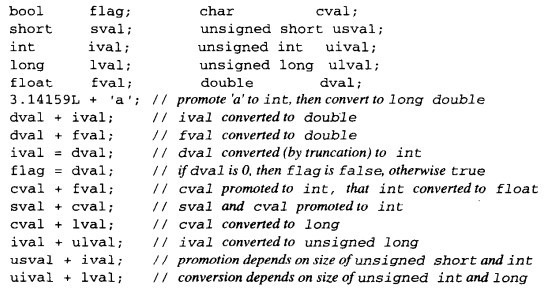 bool flag; char cval;
short sval; unsigned short usval;
int ival; unsigned int uival;
long lval; unsigned long ulval;
float fval; double dval;
3.14159L + 'a'; // promote 'a' to int, then convert to long double
dval + ival; // ival converted to double
dval + fval; // fval converted to double
ival = dval; // dval converted (by truncation) to int
flag = dval; // if dval is 0, then flag is false, otherwise true
cval + fval; // cval promoted to int, that int converted to float
sval + cval; // sval and cval promoted to int
cval + lval; // cval converted to long
ival + ulval; // ival converted to unsigned long
usval + ival; // promotion depends on size of unsigned short and int
uival + lval; // conversion depends on size of unsigned int and long